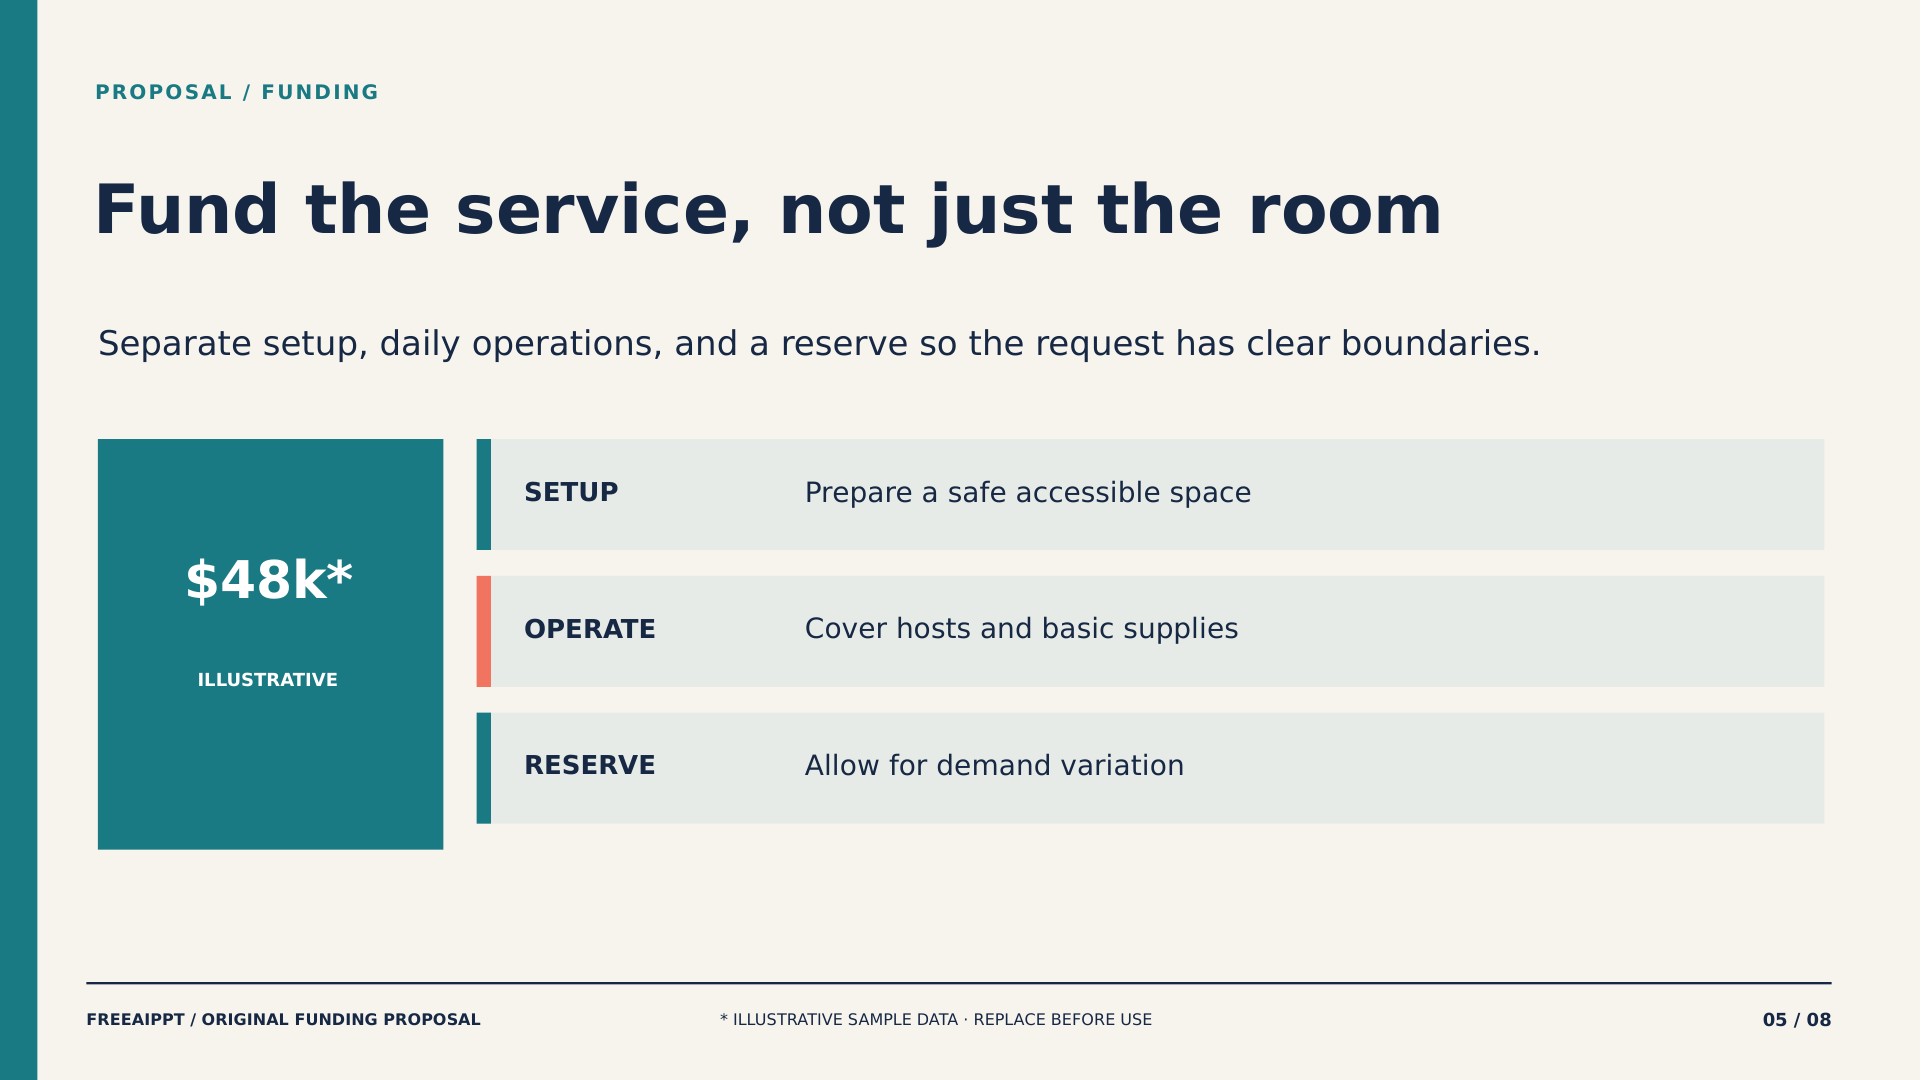 PROPOSAL / FUNDING
Fund the service, not just the room
Separate setup, daily operations, and a reserve so the request has clear boundaries.
$48k*
ILLUSTRATIVE
SETUP
Prepare a safe accessible space
OPERATE
Cover hosts and basic supplies
RESERVE
Allow for demand variation
FREEAIPPT / ORIGINAL FUNDING PROPOSAL
* ILLUSTRATIVE SAMPLE DATA · REPLACE BEFORE USE
05 / 08